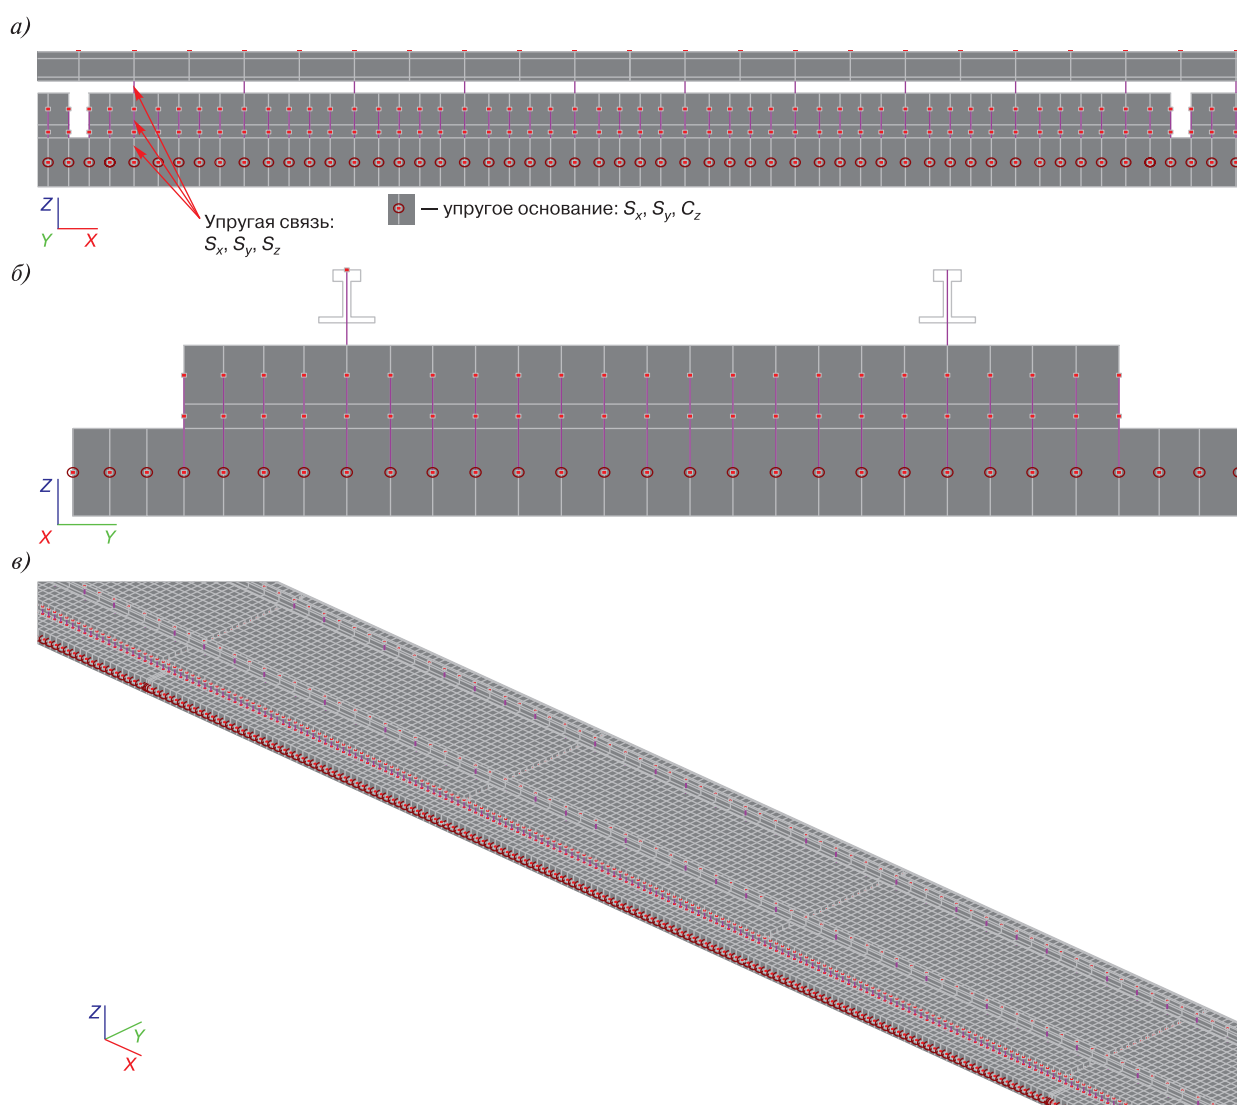 а)
Z
Y X
Упругая связь:
Sx, Sy, Sz
— упругое основание: Sx, Sy, Cz
б)
Z
X Y
в)
Z
Y
X